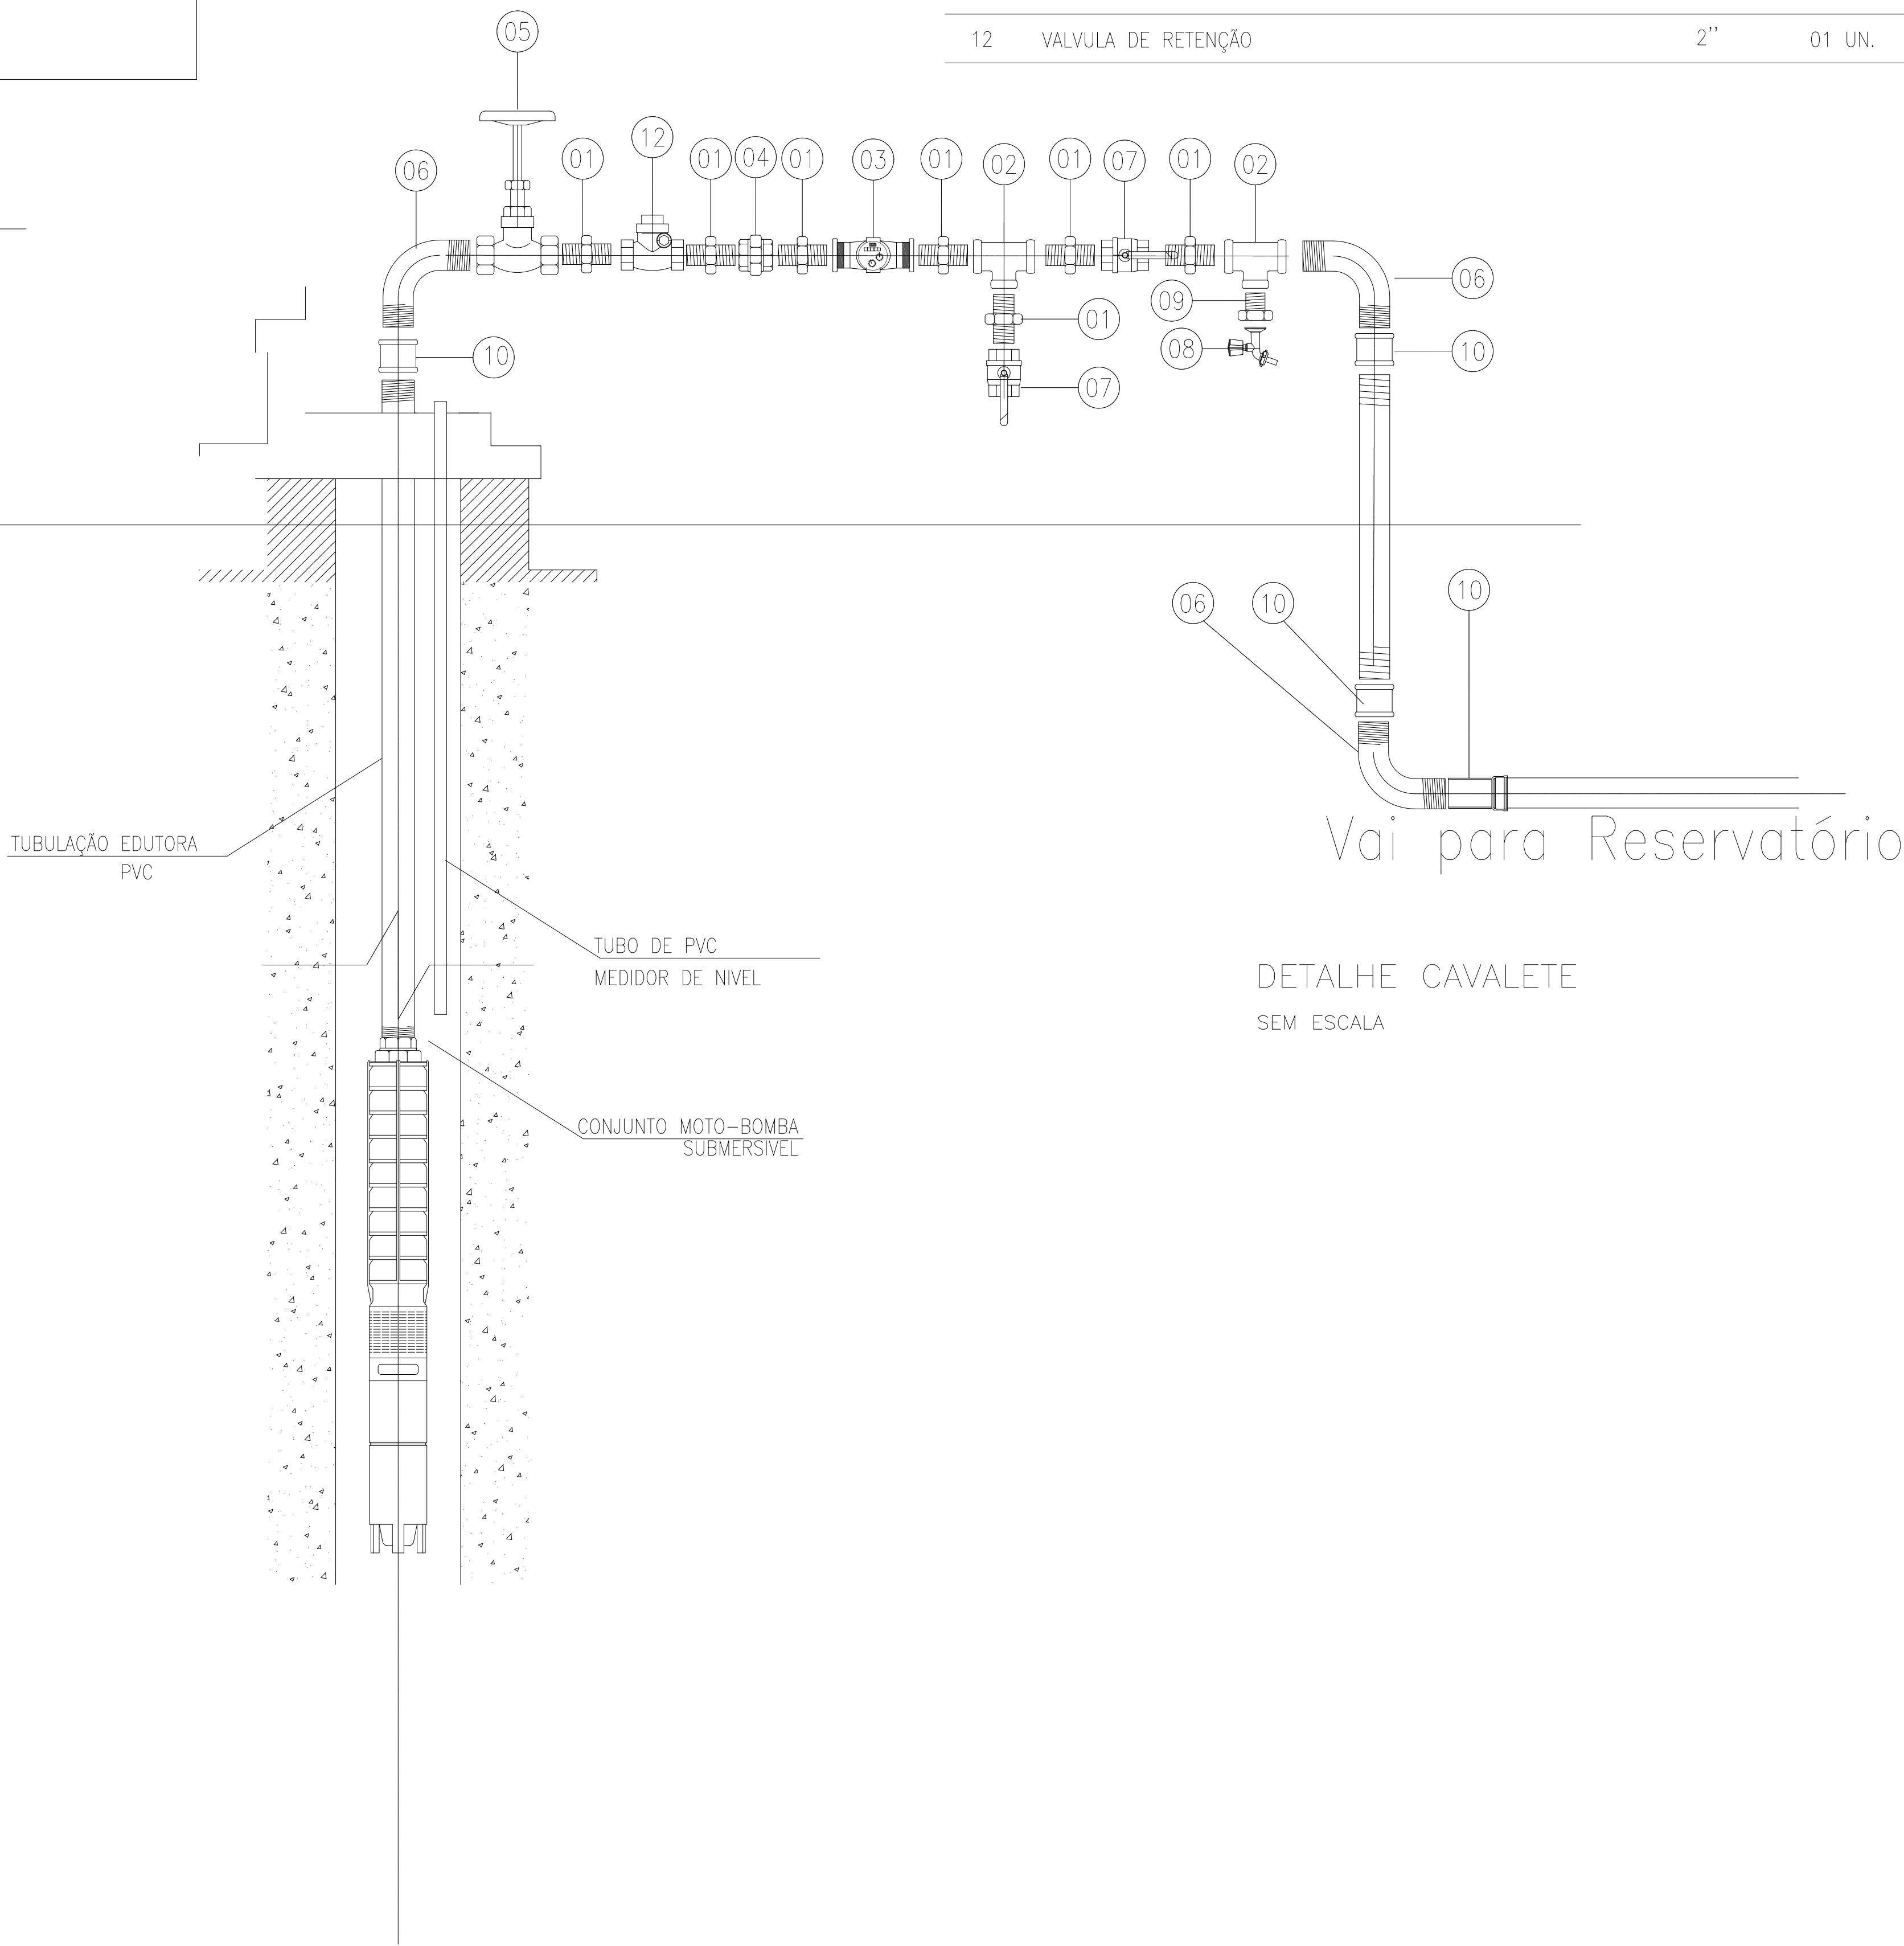 12 VALVULA DE RETENÇÃO 2'' 01 UN.
05
06 01 12 01 04 01 03 01 02 01 07 01 02
06
09
01
08
10
10
07
06 10 10
Vai para Reservatório
TUBULAÇÃO EDUTORA
PVC
TUBO DE PVC
MEDIDOR DE NIVEL
DETALHE CAVALETE
SEM ESCALA
CONJUNTO MOTO-BOMBA
SUBMERSIVEL